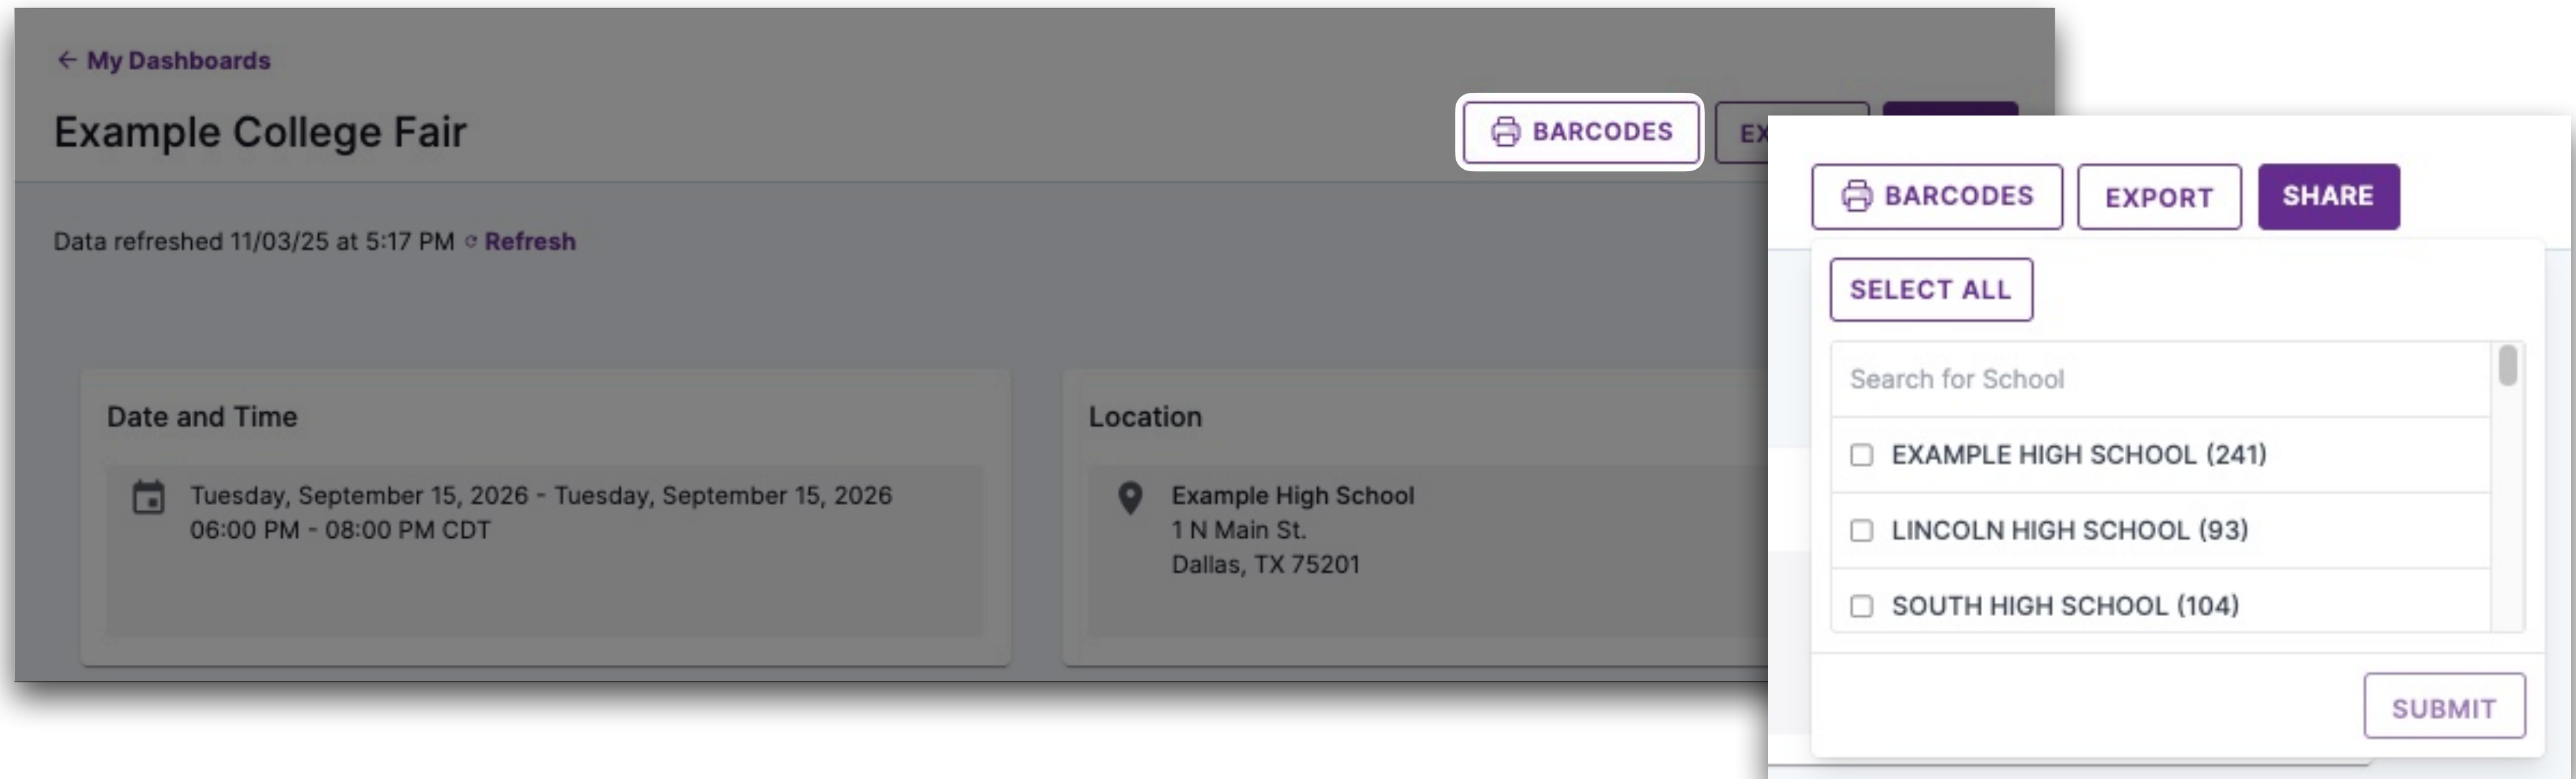 ← My Dashboards
Example College Fair
BARCODES
EX
Data refreshed 11/03/25 at 5:17 PM Refresh
Date and Time
Tuesday, September 15, 2026 - Tuesday, September 15, 2026
06:00 PM - 08:00 PM CDT
Location
Example High School
1 N Main St.
Dallas, TX 75201
BARCODES EXPORT SHARE
SELECT ALL
Search for School
EXAMPLE HIGH SCHOOL (241)
LINCOLN HIGH SCHOOL (93)
SOUTH HIGH SCHOOL (104)
SUBMIT